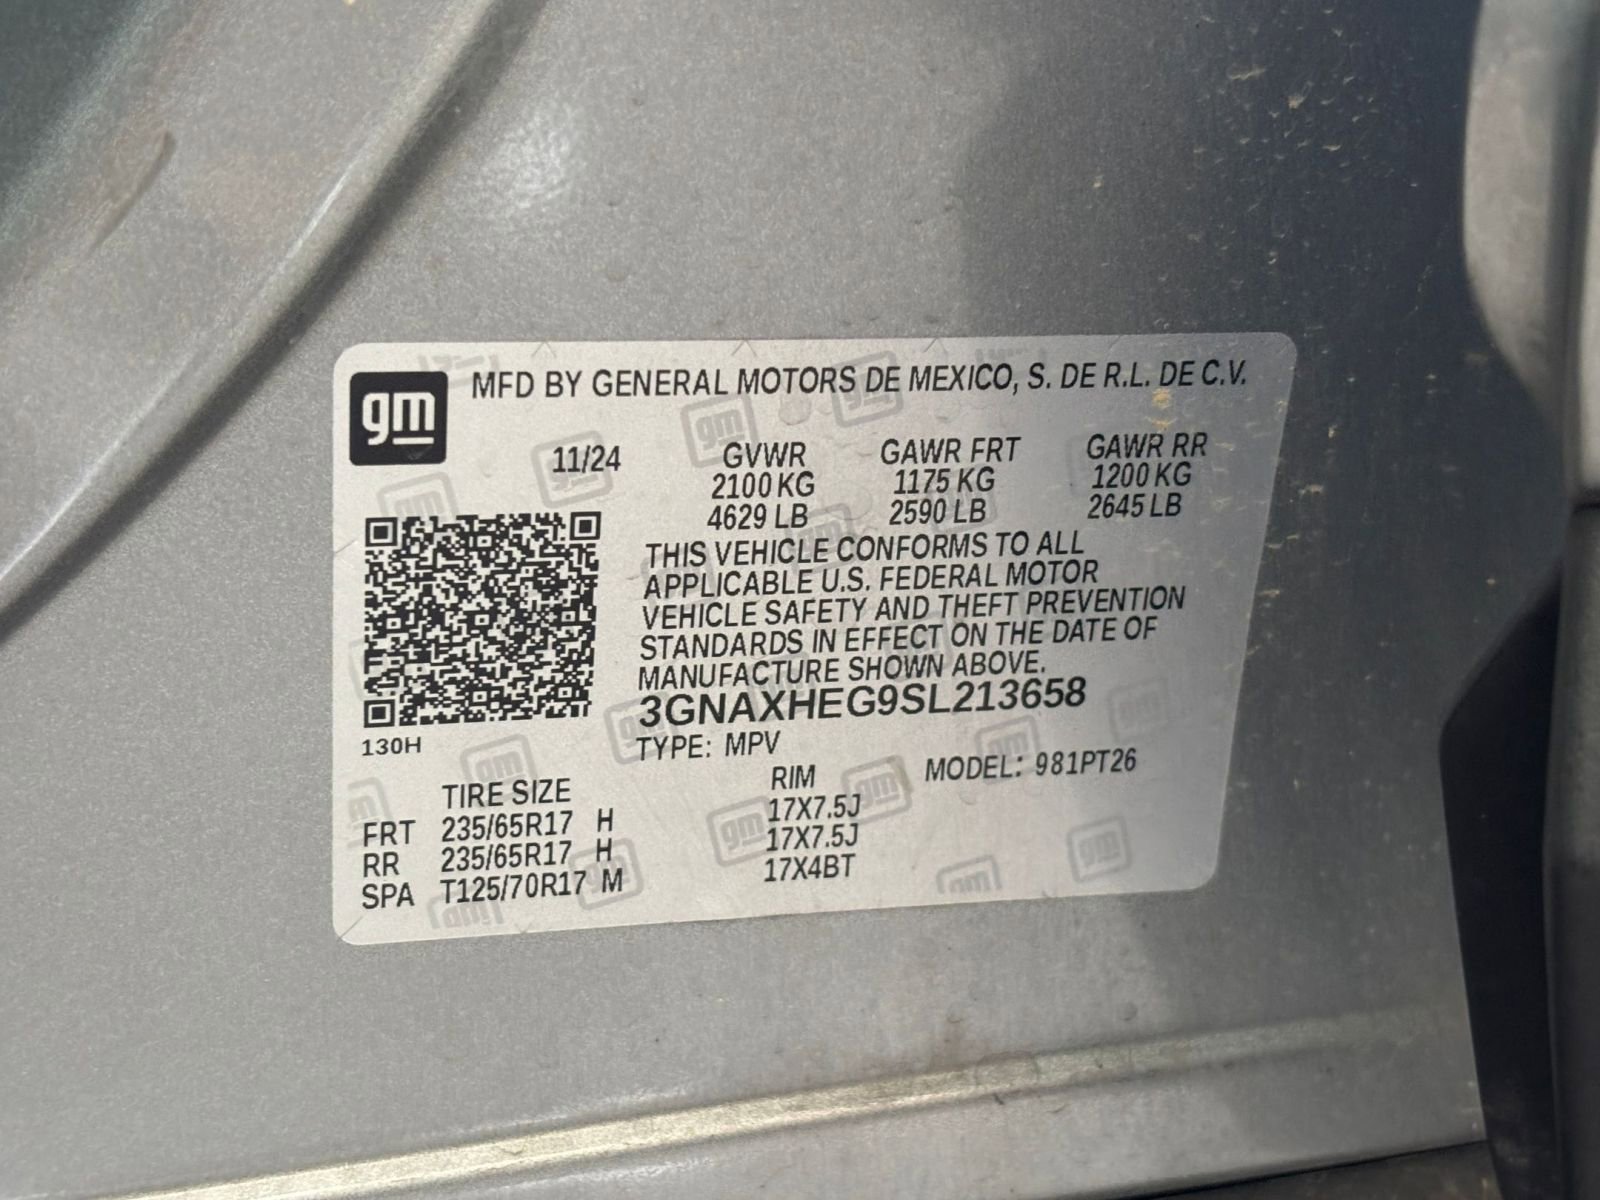 gm MFD BY GENERAL MOTORS DE MEXICO, S. DE R.L. DE C.V.
11/24 GVWR GAWR FRT GAWR RR
2100 KG 1175 KG 1200 KG
4629 LB 2590 LB 2645 LB
THIS VEHICLE CONFORMS TO ALL
APPLICABLE U.S. FEDERAL MOTOR
VEHICLE SAFETY AND THEFT PREVENTION
STANDARDS IN EFFECT ON THE DATE OF
MANUFACTURE SHOWN ABOVE.
3GNAXHEG9SL213658
130H TYPE: MPV
TIRE SIZE RIM MODEL: 981PT26
FRT 235/65R17 H 17X7.5J
RR 235/65R17 H 17X7.5J
SPA T125/70R17 M 17X4BT